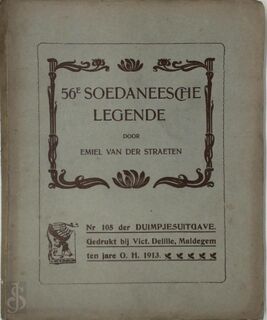 56E SOEDANEESCHE
LEGENDE
DOOR
EMIEL VAN DER STRAETEN
Nr 108 der DUIMPJESUITGAVE.
Gedrukt bij Vict. Delille, Maldegem
ten jare O. H. 1913.